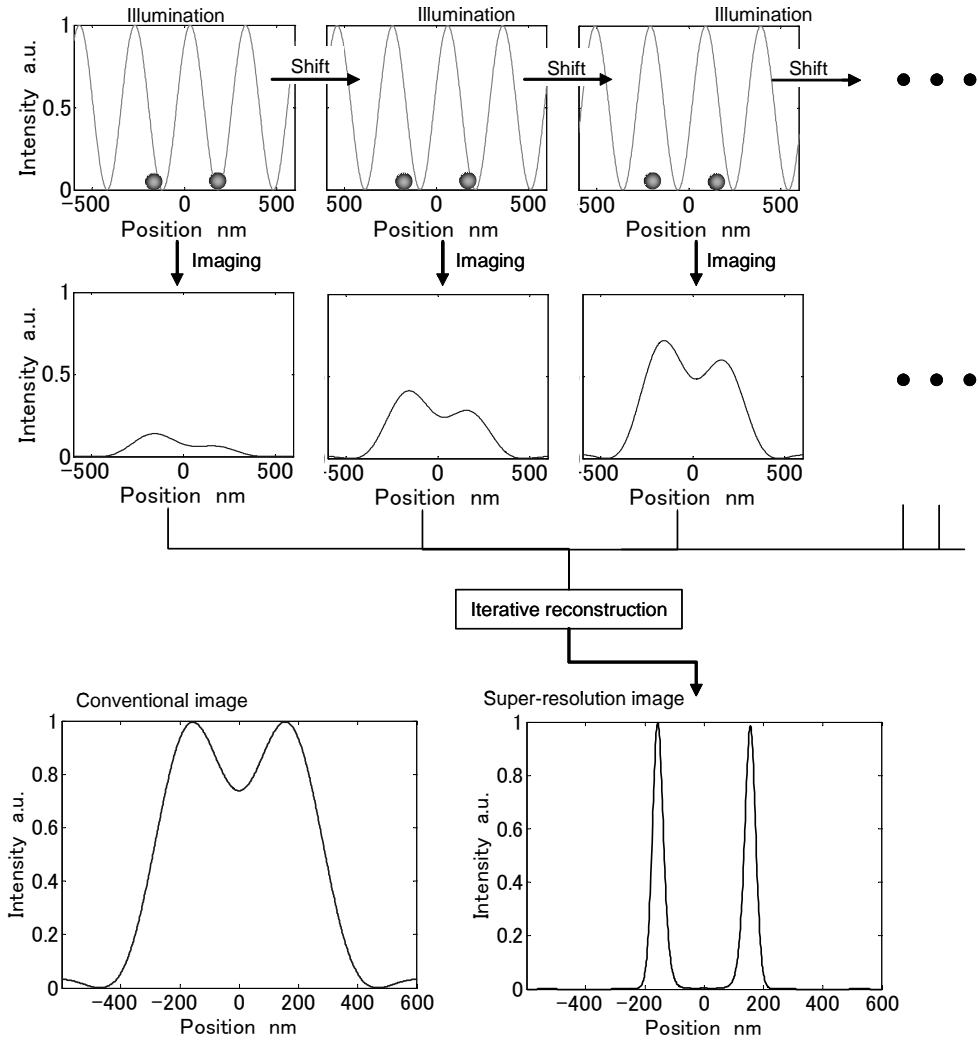 Illumination
Illumination
Illumination
Shift
Shift
Shift
Intensity a.u.
1
0.5
0
−500
0
500
500
0
500
500
0
500
Position nm
Position nm
Position nm
Imaging
Imaging
Imaging
Intensity a.u.
1
0.5
0
−500
0
500
-500
0
500
-500
0
500
Position nm
Position nm
Position nm
Iterative reconstruction
Conventional image
Intensity a.u.
1
0.8
0.6
0.4
0.2
0
−400
−200
0
200
400
600
Position nm
Super-resolution image
Intensity a.u.
1
0.8
0.6
0.4
0.2
0
−400
−200
0
200
400
600
Position nm